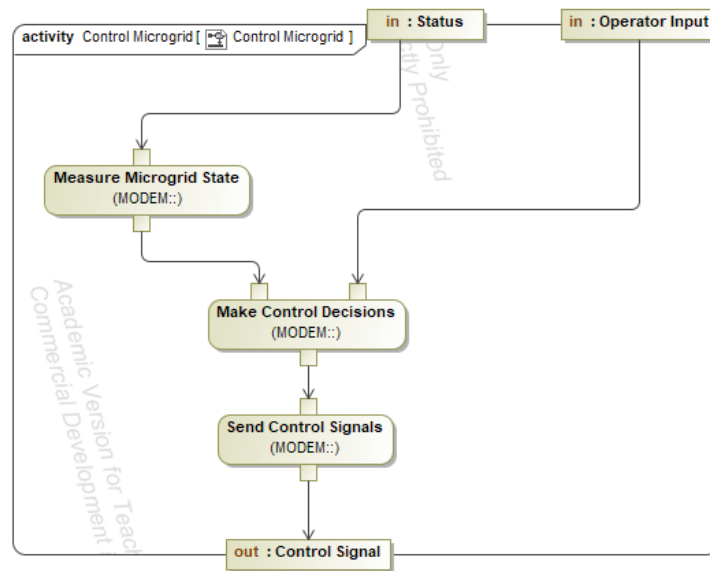 in : Status
in : Operator Input
activity Control Microgrid [ Control Microgrid ]
Only
ctly Prohibited
Measure Microgrid State
(MODEM::)
Make Control Decisions
(MODEM::)
Academic Version for Teach
Commercial Development i
Send Control Signals
(MODEM::)
out : Control Signal